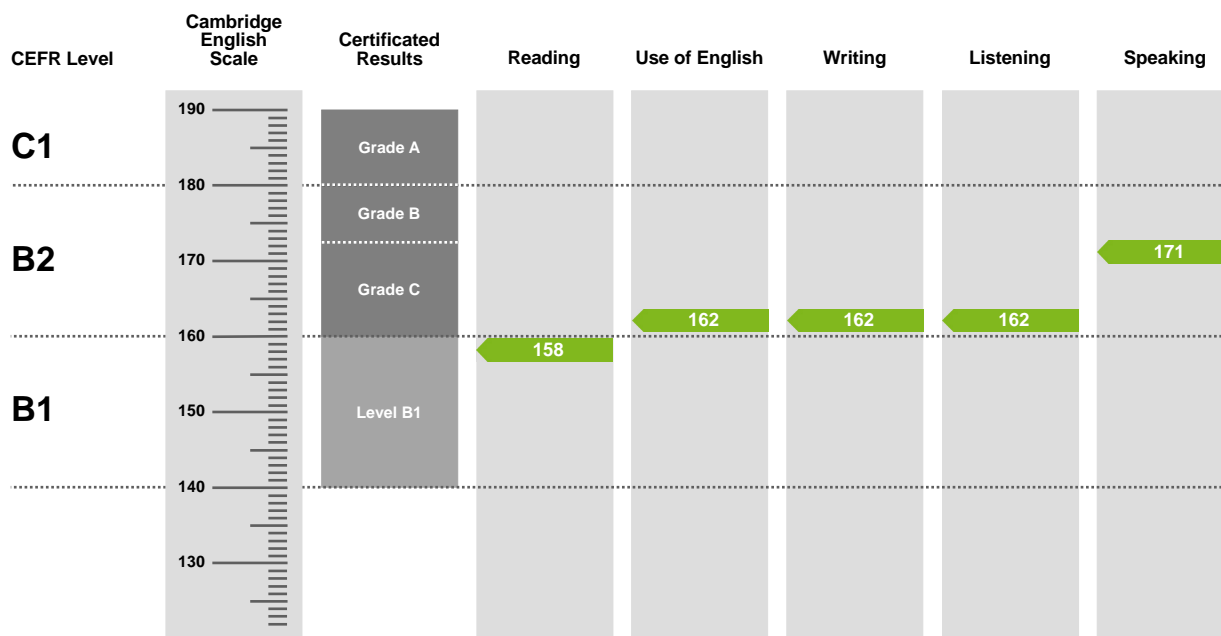 CEFR Level
Cambridge
English
Scale
Certificated
Results
Reading
Use of English
Writing
Listening
Speaking
190
C1
Grade A
180
Grade B
B2
170
171
Grade C
162
162
162
160
158
B1
150
Level B1
140
130